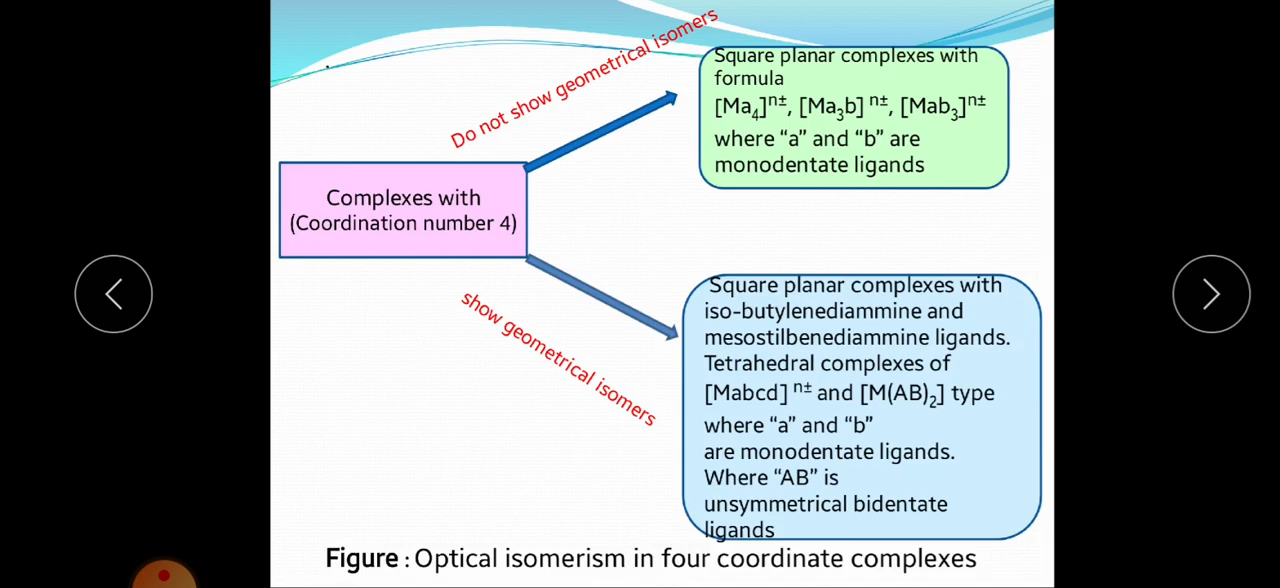 Do not show geometrical isomers
Square planar complexes with
formula
[Ma₄]ⁿ±, [Ma₃b] ⁿ±, [Mab₃]ⁿ±
where “a” and “b” are
monodentate ligands
Complexes with
(Coordination number 4)
show geometrical isomers
Square planar complexes with
iso-butylenediammine and
mesostilbenediammine ligands.
Tetrahedral complexes of
[Mabcd] ⁿ± and [M(AB)₂] type
where “a” and “b”
are monodentate ligands.
Where “AB” is
unsymmetrical bidentate
ligands
Figure : Optical isomerism in four coordinate complexes